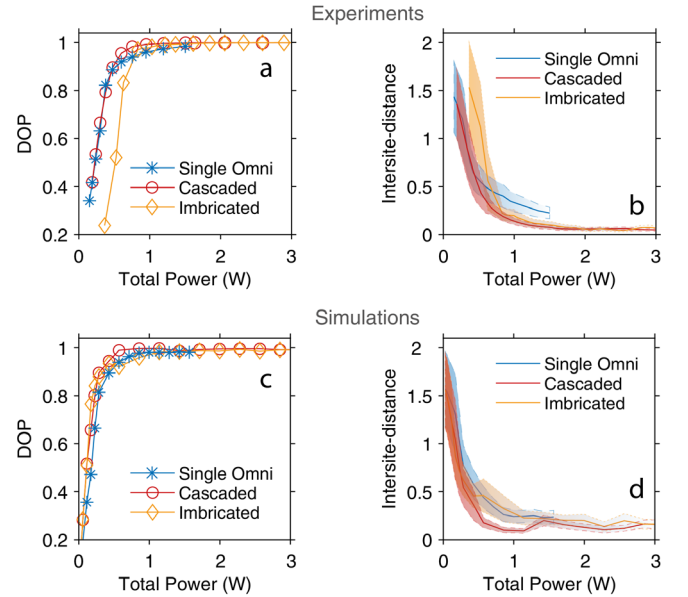 Experiments
DOP
1
0.8
0.6
0.4
0.2
a
Single Omni
Cascaded
Imbricated
0 1 2 3
Total Power (W)
Intersite-distance
2
1.5
1
0.5
0
Single Omni
Cascaded
Imbricated
b
0 1 2 3
Total Power (W)
Simulations
DOP
1
0.8
0.6
0.4
0.2
c
Single Omni
Cascaded
Imbricated
0 1 2 3
Total Power (W)
Intersite-distance
2
1.5
1
0.5
0
Single Omni
Cascaded
Imbricated
d
0 1 2 3
Total Power (W)